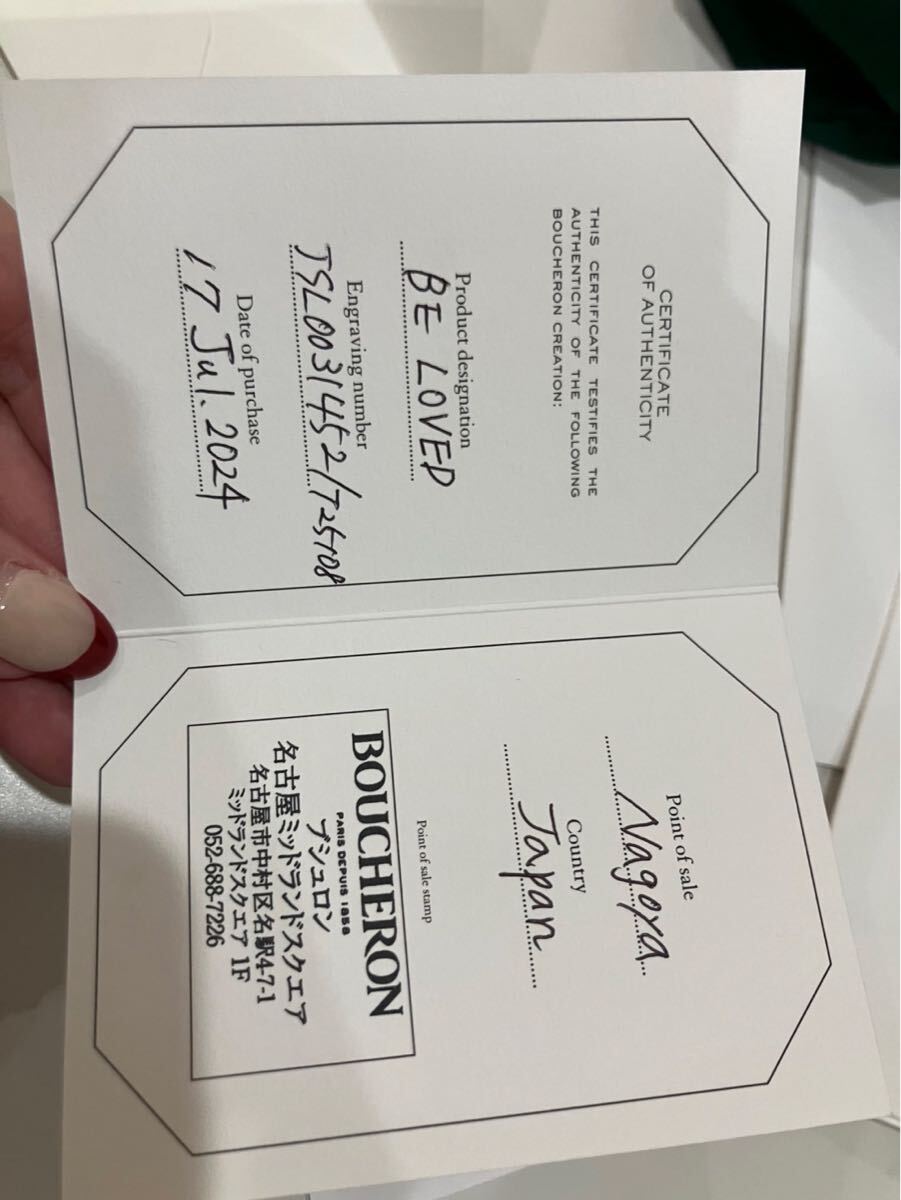 CERTIFICATE
OF AUTHENTICITY
THIS CERTIFICATE TESTIFIES THE
AUTHENTICITY OF THE FOLLOWING
BOUCHERON CREATION:
Product designation
BE LOVED
Engraving number
JSL00314521/T25108
Date of purchase
17 Jul. 2024
Point of sale
Nagoya
Country
Japan
Point of sale stamp
BOUCHERON
PARIS DEPUIS 1858
ブシュロン
名古屋ミッドランドスクエア
名古屋市中村区名駅4-7-1
ミッドランドスクエア 1F
052-688-7226